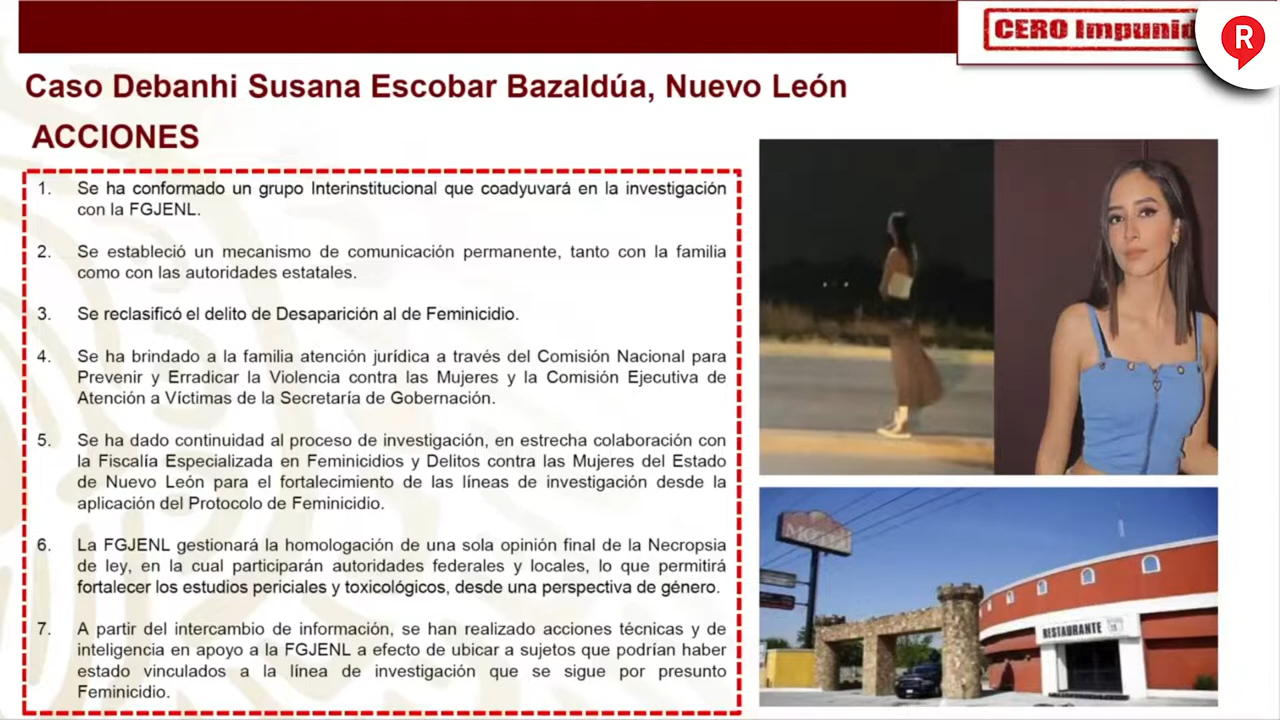 CERO Impunid
R
Caso Debanhi Susana Escobar Bazaldúa, Nuevo León
ACCIONES
1. Se ha conformado un grupo Interinstitucional que coadyuvará en la investigación
con la FGJENL.
2. Se estableció un mecanismo de comunicación permanente, tanto con la familia
como con las autoridades estatales.
3. Se reclasificó el delito de Desaparición al de Feminicidio.
4. Se ha brindado a la familia atención jurídica a través del Comisión Nacional para
Prevenir y Erradicar la Violencia contra las Mujeres y la Comisión Ejecutiva de
Atención a Víctimas de la Secretaría de Gobernación.
5. Se ha dado continuidad al proceso de investigación, en estrecha colaboración con
la Fiscalía Especializada en Feminicidios y Delitos contra las Mujeres del Estado
de Nuevo León para el fortalecimiento de las líneas de investigación desde la
aplicación del Protocolo de Feminicidio.
6. La FGJENL gestionará la homologación de una sola opinión final de la Necropsia
de ley, en la cual participarán autoridades federales y locales, lo que permitirá
fortalecer los estudios periciales y toxicológicos, desde una perspectiva de género.
7. A partir del intercambio de información, se han realizado acciones técnicas y de
inteligencia en apoyo a la FGJENL a efecto de ubicar a sujetos que podrían haber
estado vinculados a la línea de investigación que se sigue por presunto
Feminicidio.
MOTEL
RESTAURANTE